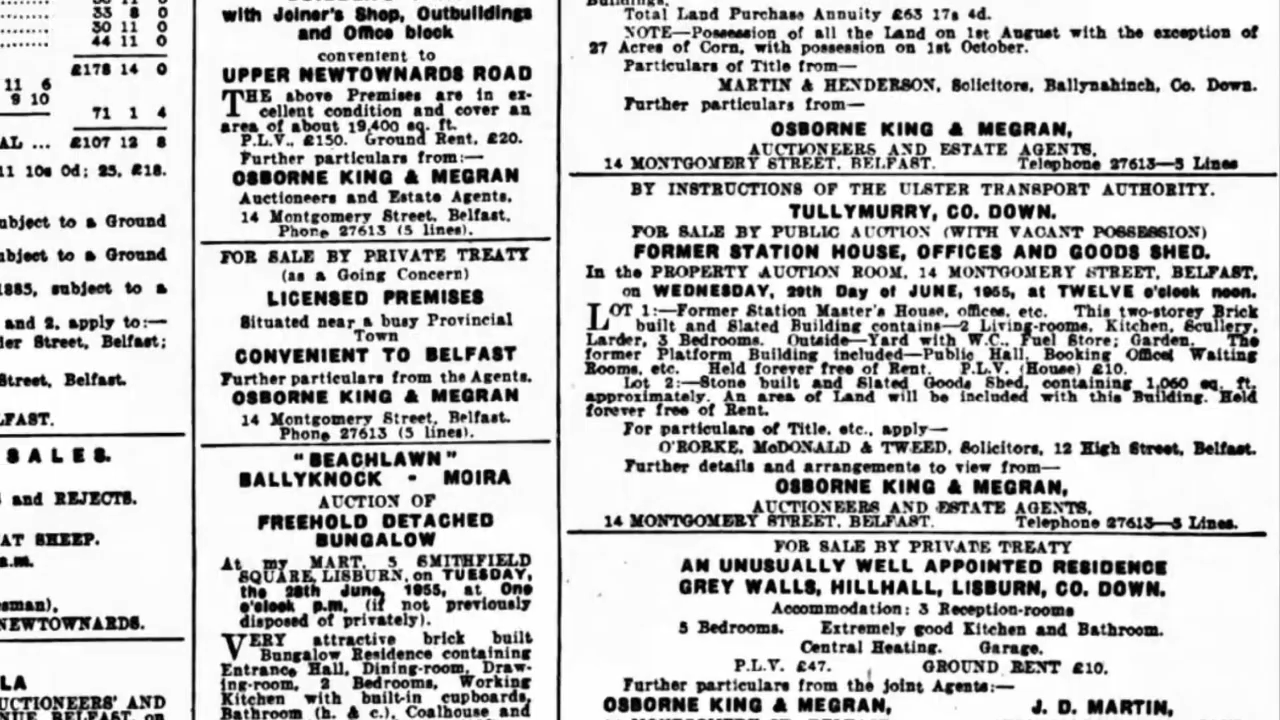 33 8 0
30 11 0
44 11 0
£178 14 0
11 6
9 10
71 1 4
AL ... £107 12 8
11 10s 0d; 25, £18.
ubject to a Ground
ubject to a Ground
1885, subject to a
and 2, apply to:—
der Street, Belfast;
Street, Belfast.
LFAST.
SALES.
and REJECTS.
AT SHEEP.
a.m.
sman),
NEWTOWNARDS.
LA
UCTIONEERS' AND
NUE, BELFAST, on
with Joiner's Shop, Outbuildings
and Office block
convenient to
UPPER NEWTOWNARDS ROAD
THE above Premises are in ex-
cellent condition and cover an
area of about 19,400 sq. ft.
P.L.V., £150. Ground Rent, £20.
Further particulars from:—
OSBORNE KING & MEGRAN
Auctioneers and Estate Agents,
14 Montgomery Street, Belfast.
Phone 27613 (5 lines).
FOR SALE BY PRIVATE TREATY
(as a Going Concern)
LICENSED PREMISES
Situated near a busy Provincial
Town
CONVENIENT TO BELFAST
Further particulars from the Agents.
OSBORNE KING & MEGRAN
14 Montgomery Street, Belfast.
Phone 27613 (5 lines).
"BEACHLAWN"
BALLYKNOCK - MOIRA
AUCTION OF
FREEHOLD DETACHED
BUNGALOW
At my MART, 5 SMITHFIELD
SQUARE, LISBURN, on TUESDAY,
the 28th June, 1955, at One
o'clock p.m. (if not previously
disposed of privately).
VERY attractive brick built
Bungalow Residence containing
Entrance Hall, Dining-room, Draw-
ing-room, 2 Bedrooms, Working
Kitchen with built-in cupboards,
Bathroom (h. & c.), Coalhouse and
Buildings.
Total Land Purchase Annuity £63 17s 4d.
NOTE—Possession of all the Land on 1st August with the exception of
27 Acres of Corn, with possession on 1st October.
Particulars of Title from—
MARTIN & HENDERSON, Solicitors, Ballynahinch, Co. Down.
Further particulars from—
OSBORNE KING & MEGRAN,
AUCTIONEERS AND ESTATE AGENTS,
14 MONTGOMERY STREET, BELFAST. Telephone 27613—5 Lines
BY INSTRUCTIONS OF THE ULSTER TRANSPORT AUTHORITY.
TULLYMURRY, CO. DOWN.
FOR SALE BY PUBLIC AUCTION (WITH VACANT POSSESSION)
FORMER STATION HOUSE, OFFICES AND GOODS SHED.
In the PROPERTY AUCTION ROOM, 14 MONTGOMERY STREET, BELFAST,
on WEDNESDAY, 29th Day of JUNE, 1955, at TWELVE o'clock noon.
LOT 1:—Former Station Master's House, offices, etc. This two-storey Brick
built and Slated Building contains—2 Living-rooms, Kitchen, Scullery,
Larder, 3 Bedrooms. Outside—Yard with W.C., Fuel Store; Garden. The
former Platform Building included—Public Hall, Booking Office, Waiting
Rooms, etc. Held forever free of Rent. P.L.V. (House) £10.
Lot 2:—Stone built and Slated Goods Shed, containing 1,060 sq. ft.
approximately. An area of Land will be included with this Building. Held
forever free of Rent.
For particulars of Title, etc., apply—
O'RORKE, McDONALD & TWEED, Solicitors, 12 High Street, Belfast.
Further details and arrangements to view from—
OSBORNE KING & MEGRAN,
AUCTIONEERS AND ESTATE AGENTS,
14 MONTGOMERY STREET, BELFAST. Telephone 27613—5 Lines.
FOR SALE BY PRIVATE TREATY
AN UNUSUALLY WELL APPOINTED RESIDENCE
GREY WALLS, HILLHALL, LISBURN, CO. DOWN.
Accommodation: 3 Reception-rooms
5 Bedrooms. Extremely good Kitchen and Bathroom.
Central Heating. Garage.
P.L.V. £47. GROUND RENT £10.
Further particulars from the joint Agents:—
OSBORNE KING & MEGRAN, J. D. MARTIN,